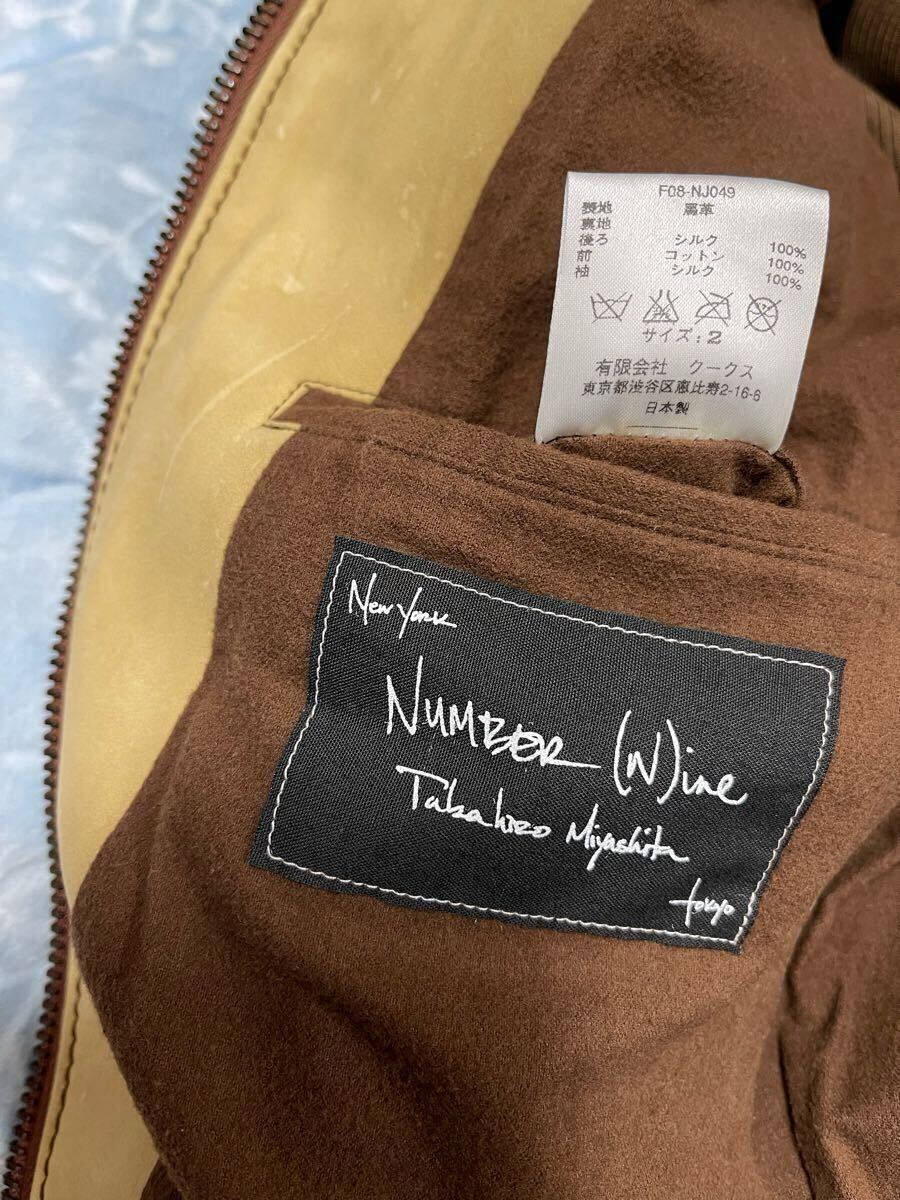 F08-NJ049
表地 馬革
裏地
後ろ シルク 100%
前 コットン 100%
袖 シルク 100%
サイズ:2
有限会社 クークス
東京都渋谷区恵比寿2-16-6
日本製
New York
NUMBER (N)ine
Takahiro Miyashita
tokyo